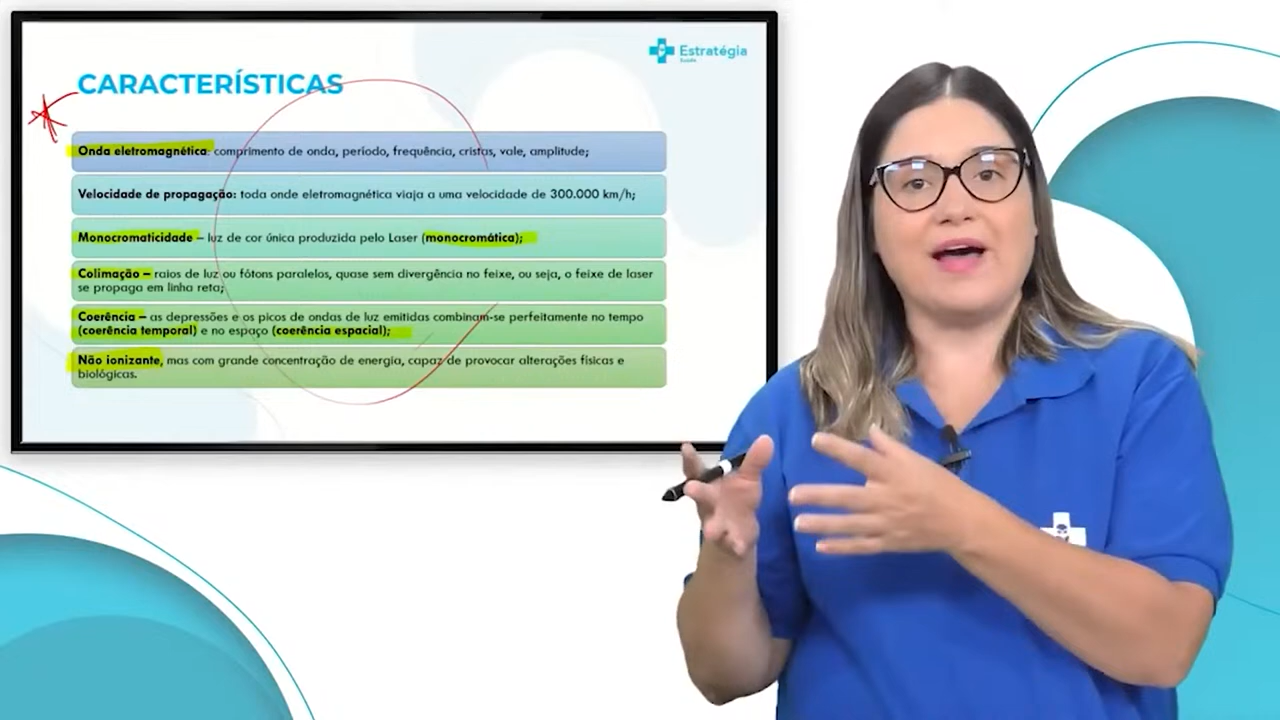 Estratégia
Saúde
CARACTERÍSTICAS
Onda eletromagnética: comprimento de onda, período, frequência, cristas, vale, amplitude;
Velocidade de propagação: toda onde eletromagnética viaja a uma velocidade de 300.000 km/h;
Monocromaticidade – luz de cor única produzida pelo Laser (monocromática);
Colimação – raios de luz ou fótons paralelos, quase sem divergência no feixe, ou seja, o feixe de laser
se propaga em linha reta;
Coerência – as depressões e os picos de ondas de luz emitidas combinam-se perfeitamente no tempo
(coerência temporal) e no espaço (coerência espacial);
Não ionizante, mas com grande concentração de energia, capaz de provocar alterações físicas e
biológicas.